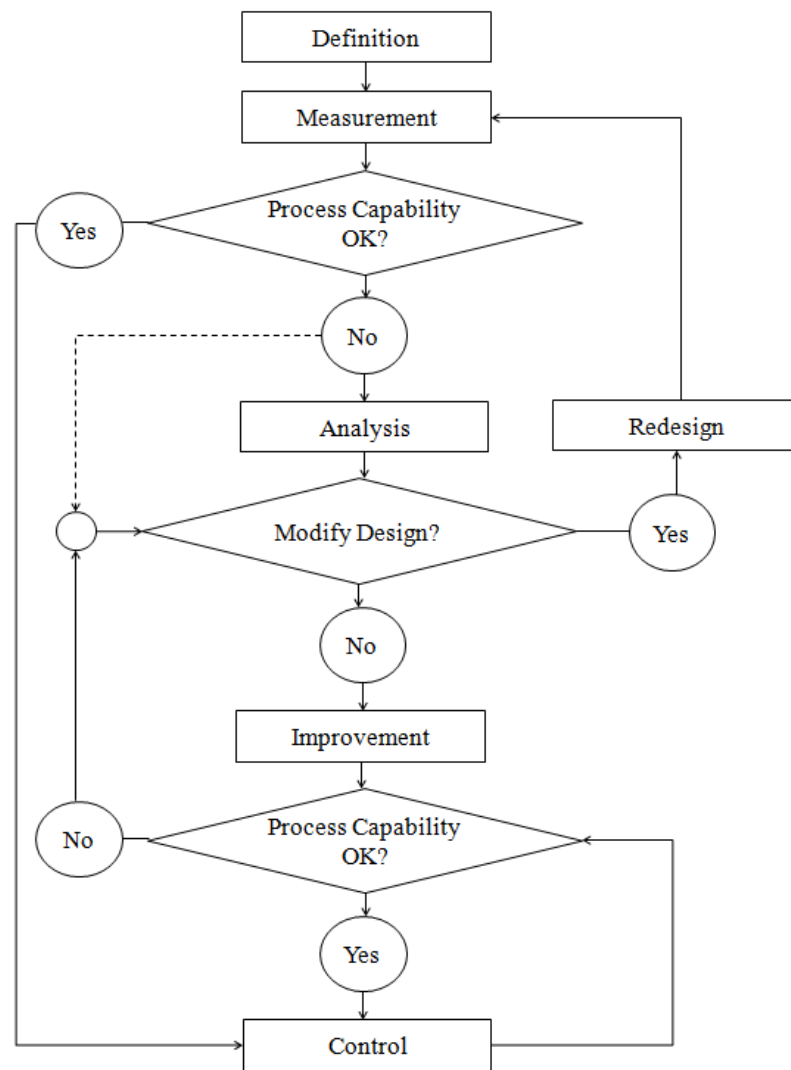 Definition
Measurement
Process Capability
OK?
Yes
No
Analysis
Redesign
Modify Design?
Yes
No
Improvement
Process Capability
OK?
No
Yes
Control